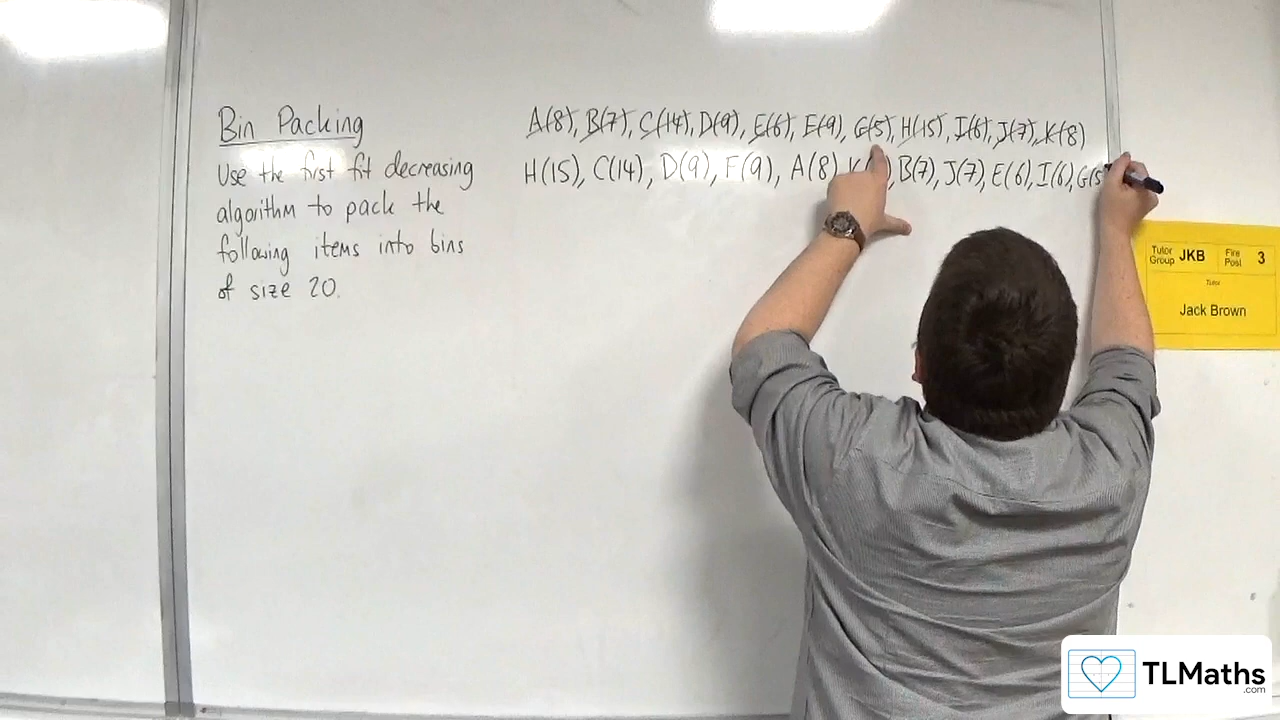 Bin Packing
Use the first fit decreasing
algorithm to pack the
following items into bins
of size 20.
A(8), B(7), C(14), D(9), E(6), F(9), G(5), H(15), I(6), J(7), K(8)
H(15), C(14), D(9), F(9), A(8), K( ), B(7), J(7), E(6), I(6), G(5
Tutor Group JKB Fire Post 3
Tutor
Jack Brown
TLMaths
.com